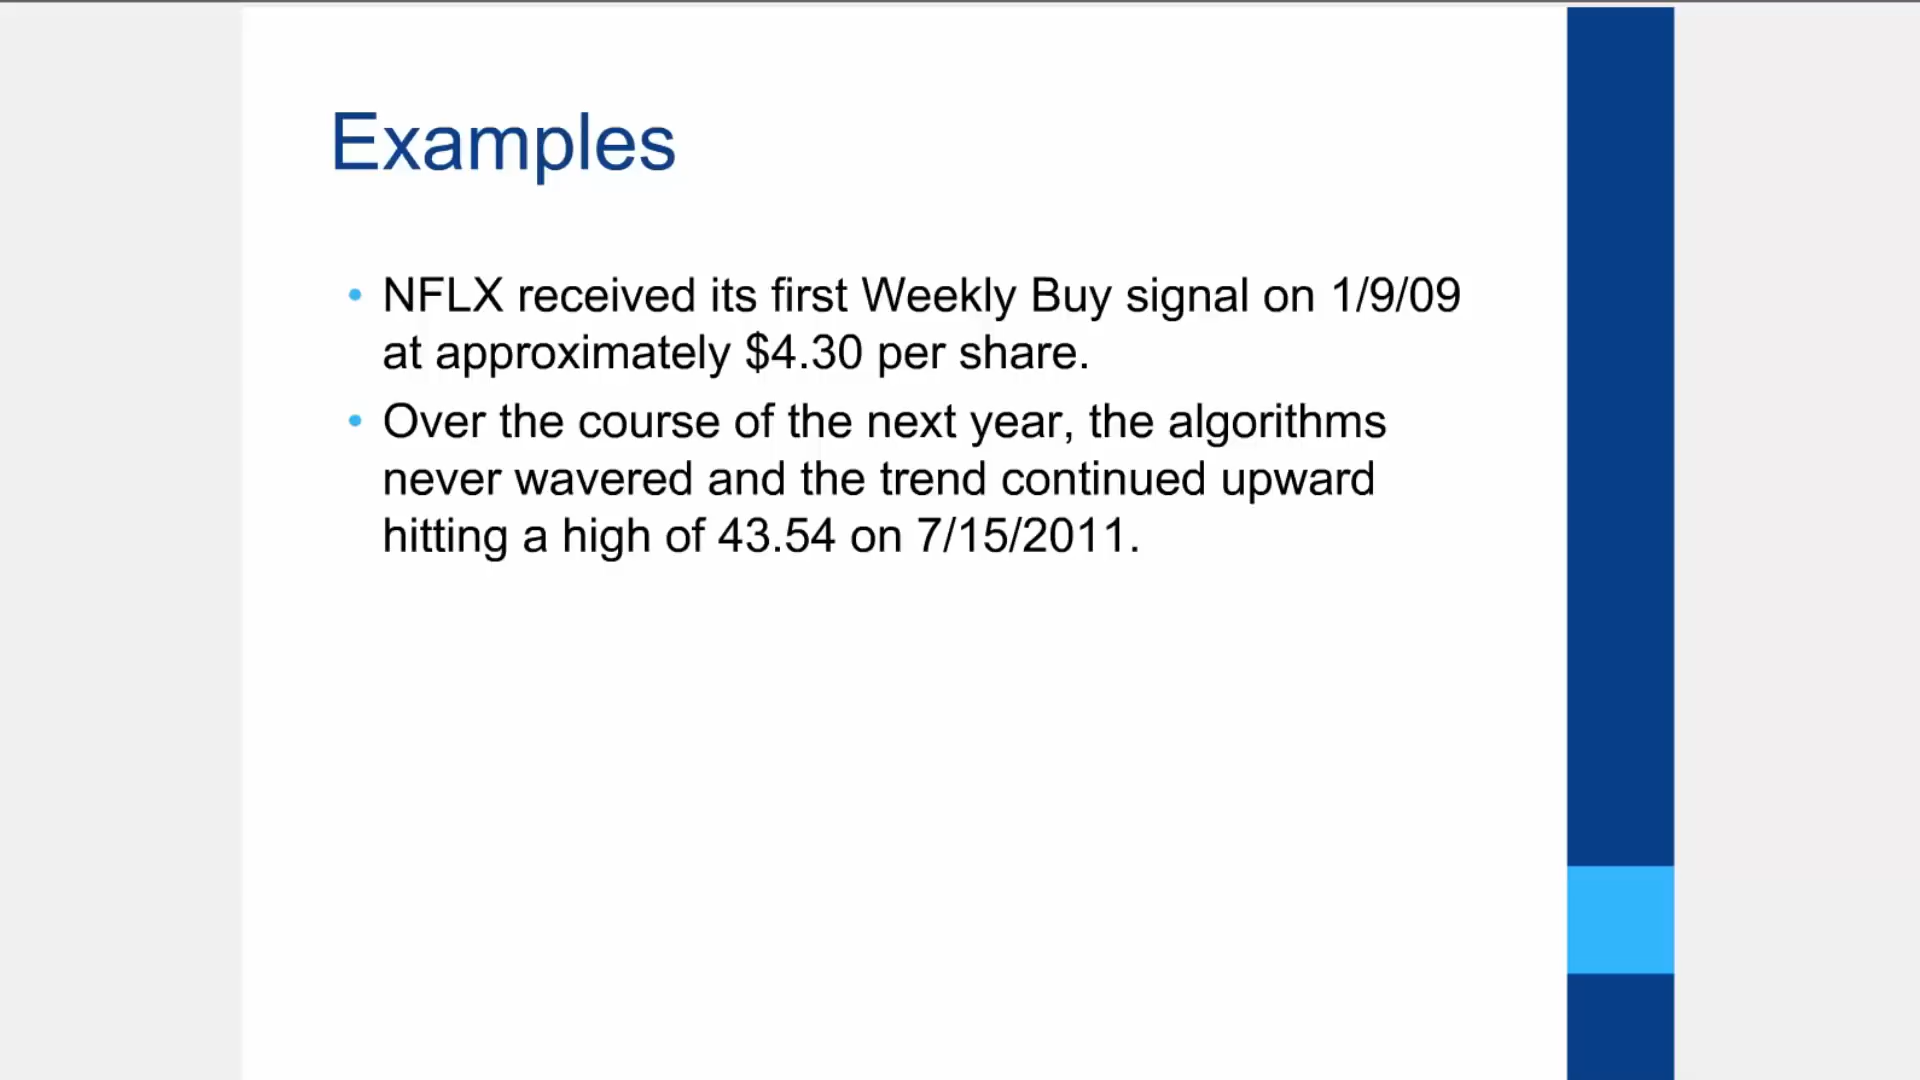 Examples
• NFLX received its first Weekly Buy signal on 1/9/09
at approximately $4.30 per share.
• Over the course of the next year, the algorithms
never wavered and the trend continued upward
hitting a high of 43.54 on 7/15/2011.